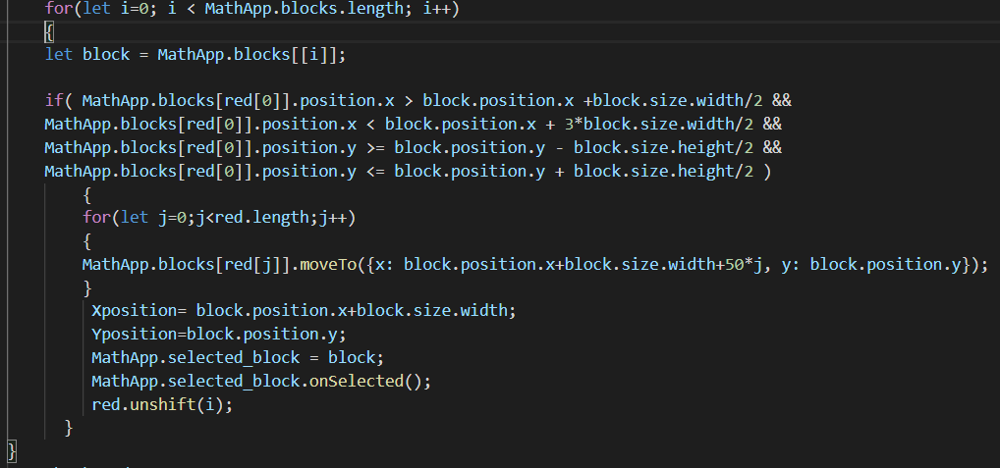 for(let i=0; i < MathApp.blocks.length; i++)
{
let block = MathApp.blocks[[i]];
if( MathApp.blocks[red[0]].position.x > block.position.x +block.size.width/2 &&
MathApp.blocks[red[0]].position.x < block.position.x + 3*block.size.width/2 &&
MathApp.blocks[red[0]].position.y >= block.position.y - block.size.height/2 &&
MathApp.blocks[red[0]].position.y <= block.position.y + block.size.height/2 )
{
for(let j=0;j<red.length;j++)
{
MathApp.blocks[red[j]].moveTo({x: block.position.x+block.size.width+50*j, y: block.position.y});
}
Xposition= block.position.x+block.size.width;
Yposition=block.position.y;
MathApp.selected_block = block;
MathApp.selected_block.onSelected();
red.unshift(i);
}
}